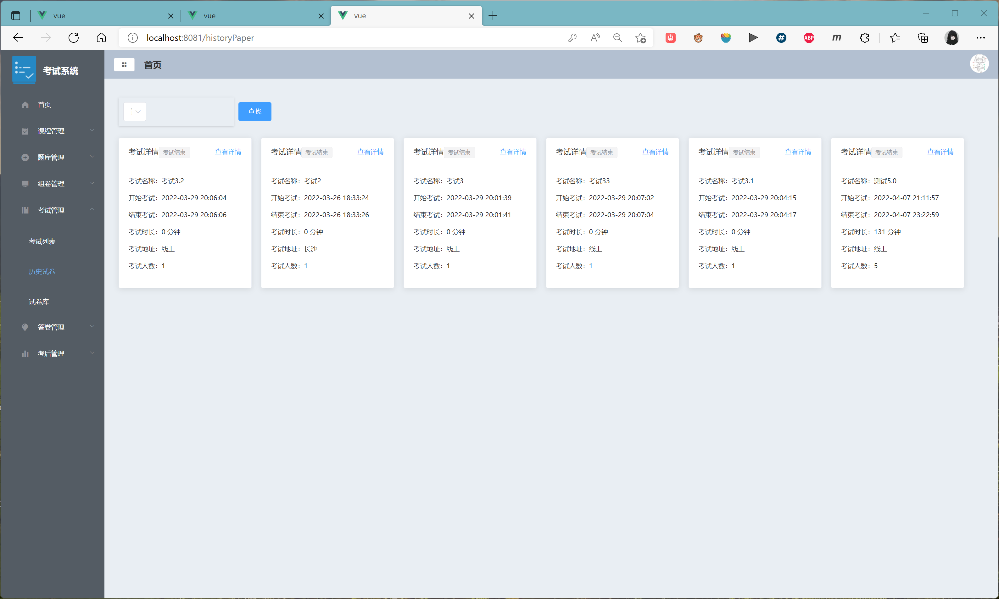 vue
vue
vue
localhost:8081/historyPaper
惠
#
ABP
m
考试系统
首页
首页
课程管理
题库管理
组卷管理
考试管理
考试列表
历史试卷
试卷库
答卷管理
考后管理
查找
考试详情 考试结束 查看详情
考试名称：考试3.2
开始考试：2022-03-29 20:06:04
结束考试：2022-03-29 20:06:06
考试时长：0 分钟
考试地址：线上
考试人数：1
考试详情 考试结束 查看详情
考试名称：考试2
开始考试：2022-03-26 18:33:24
结束考试：2022-03-26 18:33:26
考试时长：0 分钟
考试地址：长沙
考试人数：1
考试详情 考试结束 查看详情
考试名称：考试3
开始考试：2022-03-29 20:01:39
结束考试：2022-03-29 20:01:41
考试时长：0 分钟
考试地址：线上
考试人数：1
考试详情 考试结束 查看详情
考试名称：考试33
开始考试：2022-03-29 20:07:02
结束考试：2022-03-29 20:07:04
考试时长：0 分钟
考试地址：线上
考试人数：1
考试详情 考试结束 查看详情
考试名称：考试3.1
开始考试：2022-03-29 20:04:15
结束考试：2022-03-29 20:04:17
考试时长：0 分钟
考试地址：线上
考试人数：1
考试详情 考试结束 查看详情
考试名称：测试5.0
开始考试：2022-04-07 21:11:57
结束考试：2022-04-07 23:22:59
考试时长：131 分钟
考试地址：线上
考试人数：5